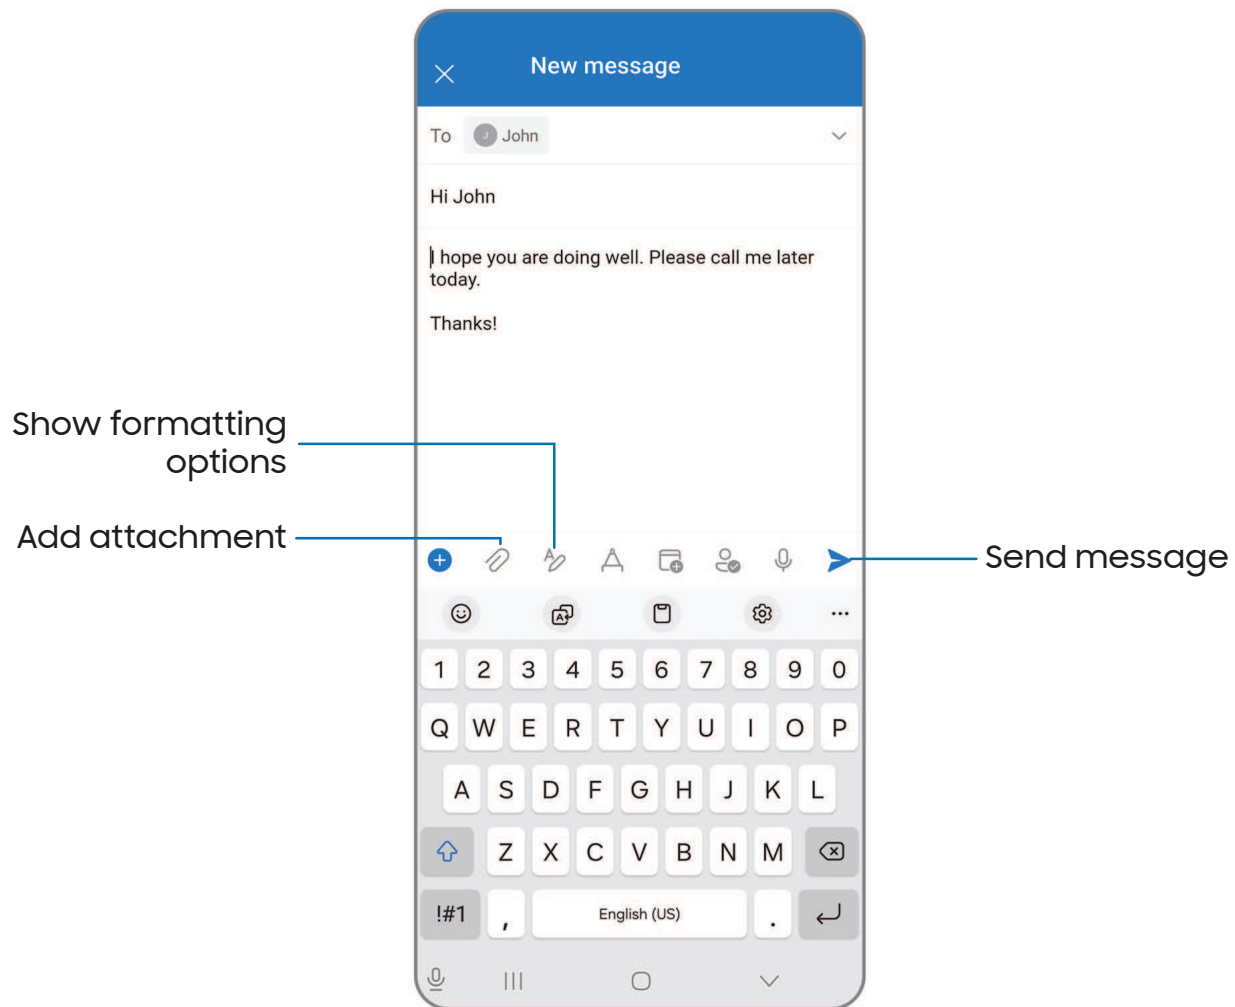 New message
To J John
Hi John
I hope you are doing well. Please call me later
today.
Thanks!
Show formatting
options
Add attachment
Send message
1 2 3 4 5 6 7 8 9 0
Q W E R T Y U I O P
A S D F G H J K L
Z X C V B N M
!#1 , English (US) .